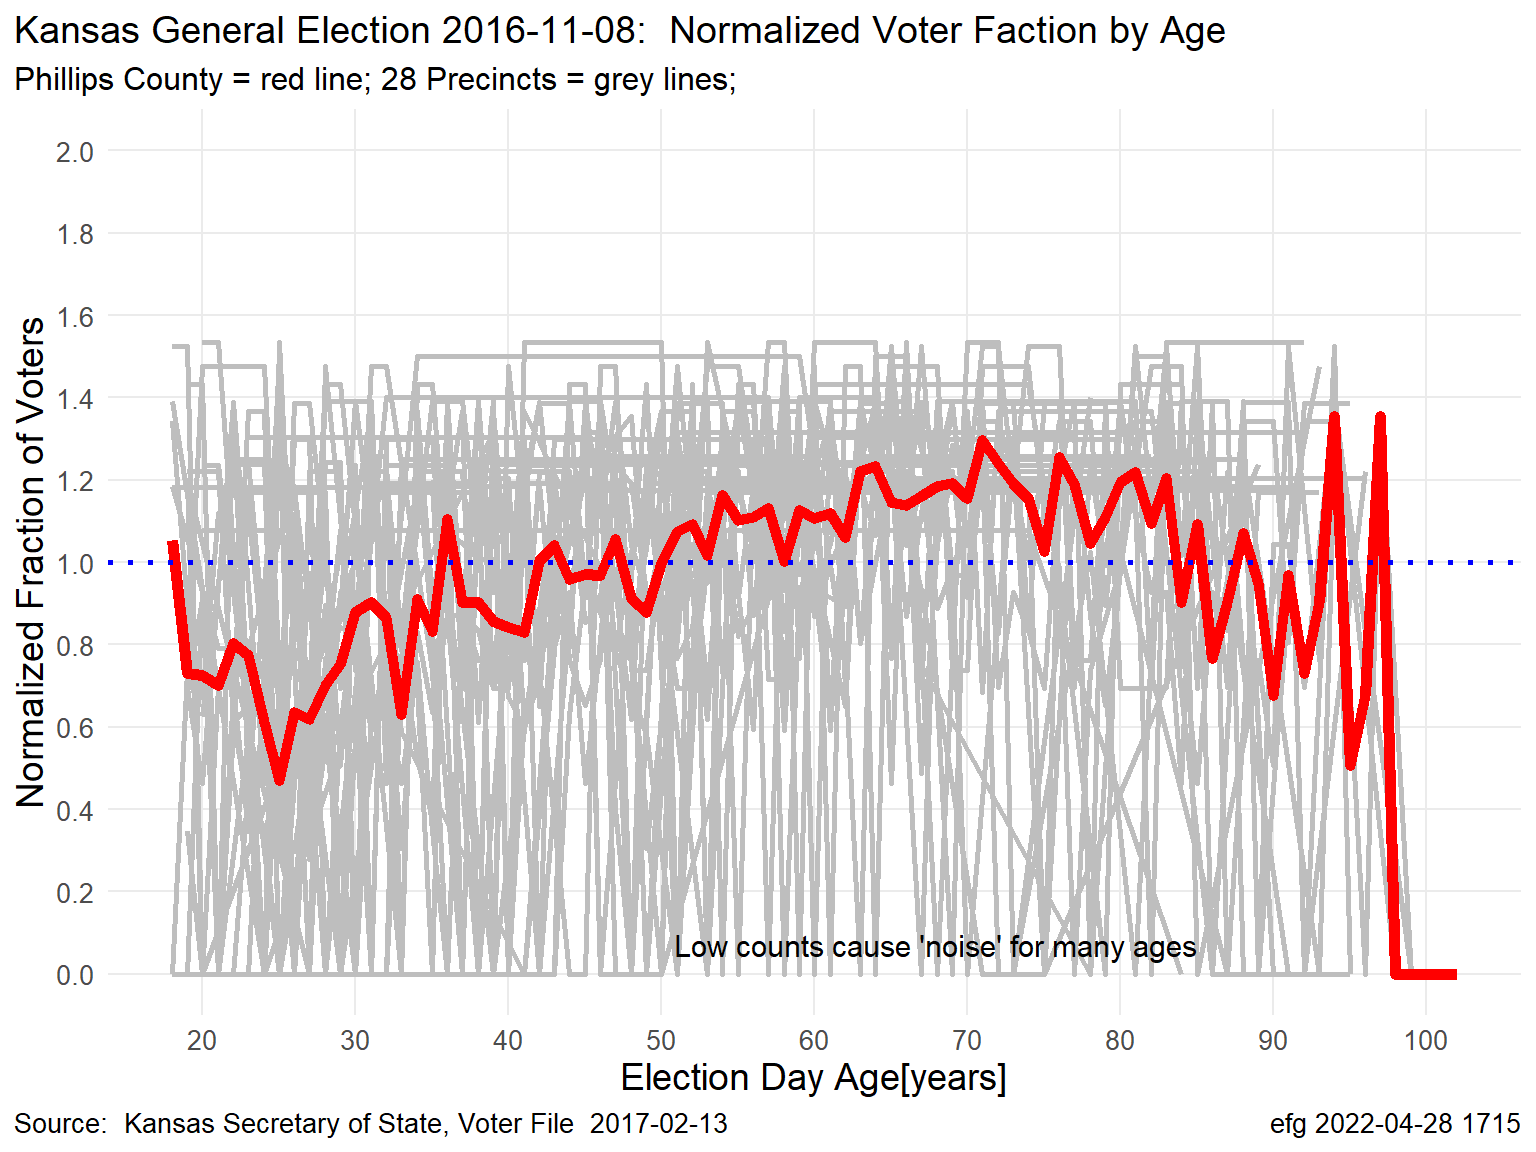 Kansas General Election 2016-11-08:  Normalized Voter Faction by Age
Phillips County = red line; 28 Precincts = grey lines;
Normalized Fraction of Voters
2.0
1.8
1.6
1.4
1.2
1.0
0.8
0.6
0.4
0.2
0.0
Low counts cause 'noise' for many ages
20 30 40 50 60 70 80 90 100
Election Day Age[years]
Source:  Kansas Secretary of State, Voter File  2017-02-13
efg 2022-04-28 1715